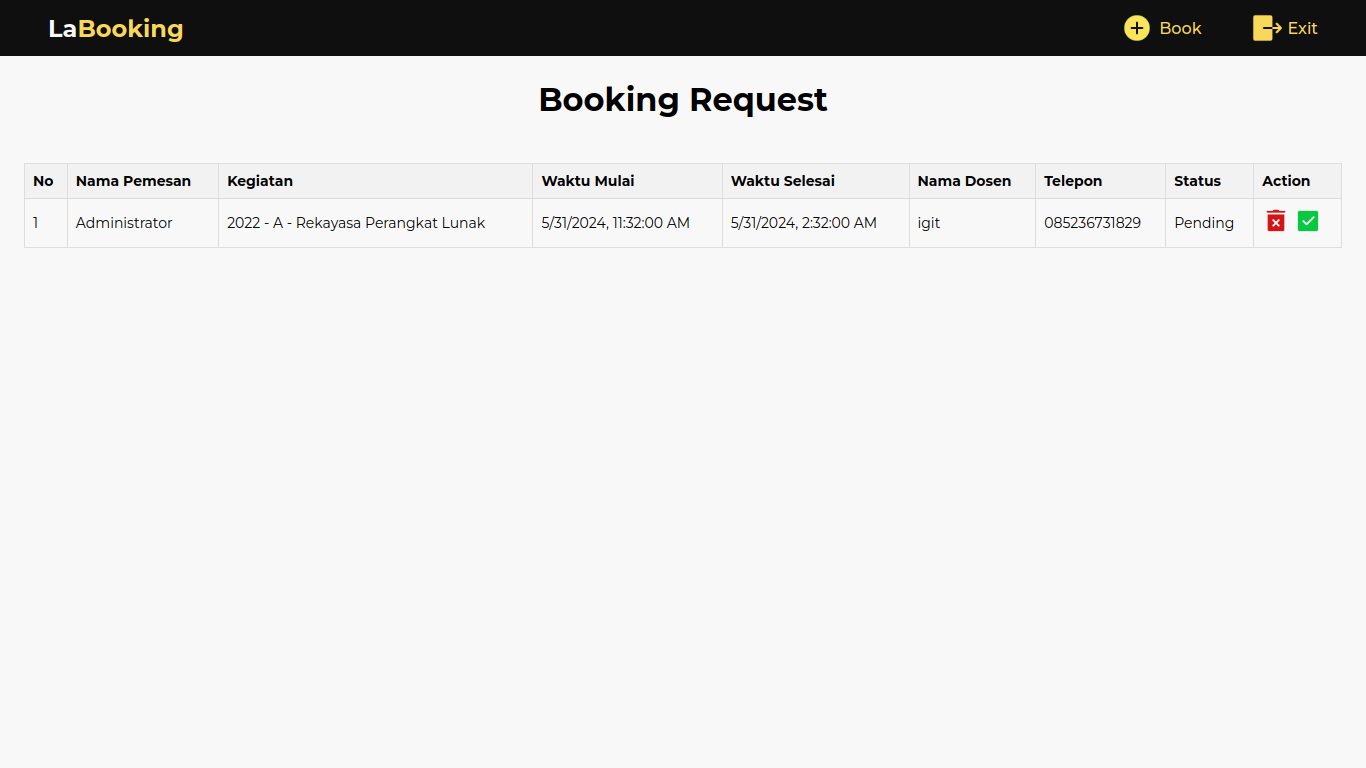 LaBooking
Book
Exit
Booking Request
No Nama Pemesan Kegiatan Waktu Mulai Waktu Selesai Nama Dosen Telepon Status Action
1 Administrator 2022 - A - Rekayasa Perangkat Lunak 5/31/2024, 11:32:00 AM 5/31/2024, 2:32:00 AM igit 085236731829 Pending